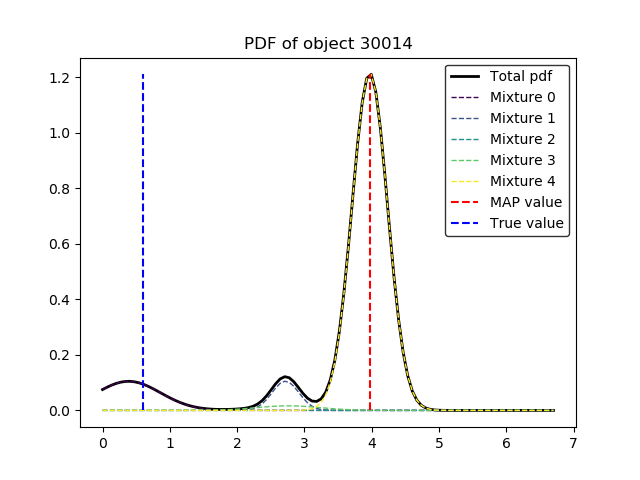 PDF of object 30014
1.2
1.0
0.8
0.6
0.4
0.2
0.0
0
1
2
3
4
5
6
7
Total pdf
Mixture 0
Mixture 1
Mixture 2
Mixture 3
Mixture 4
MAP value
True value